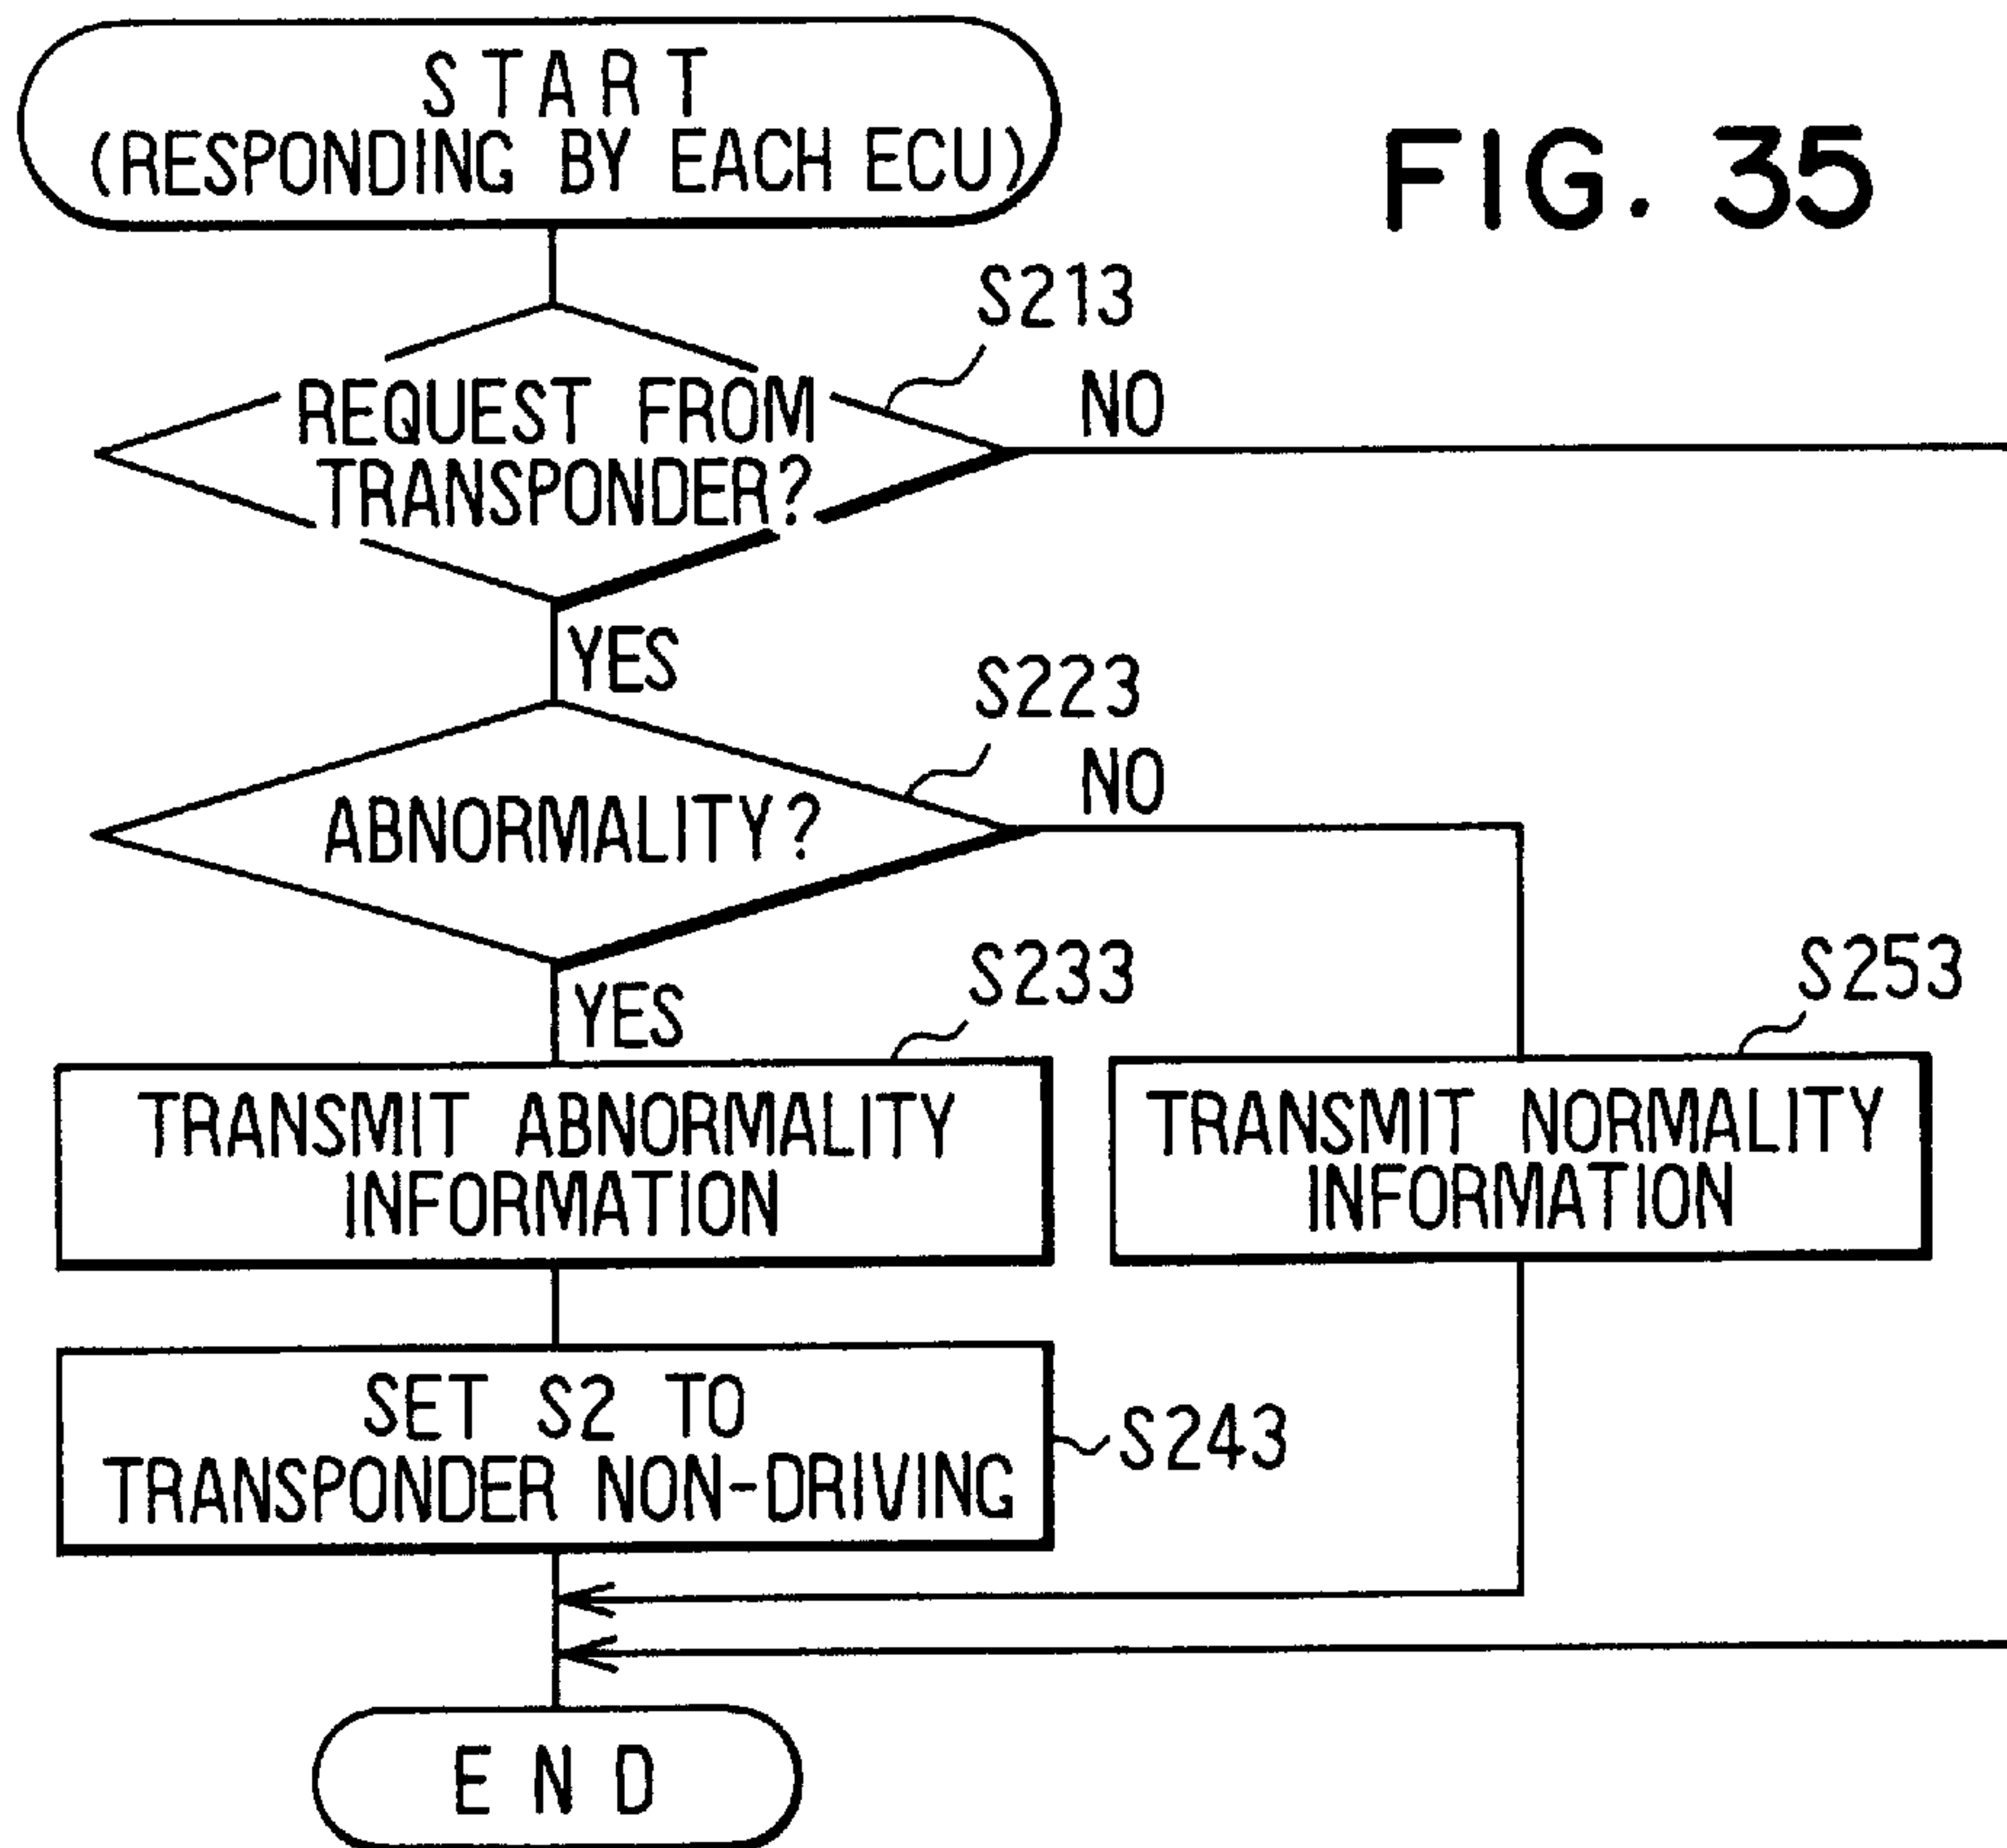 START
(RESPONDING BY EACH ECU)
FIG. 35
S213
REQUEST FROM
TRANSPONDER?
NO
YES
S223
NO
ABNORMALITY?
YES
S233
S253
TRANSMIT ABNORMALITY
INFORMATION
TRANSMIT NORMALITY
INFORMATION
SET S2 TO
TRANSPONDER NON-DRIVING
S243
END